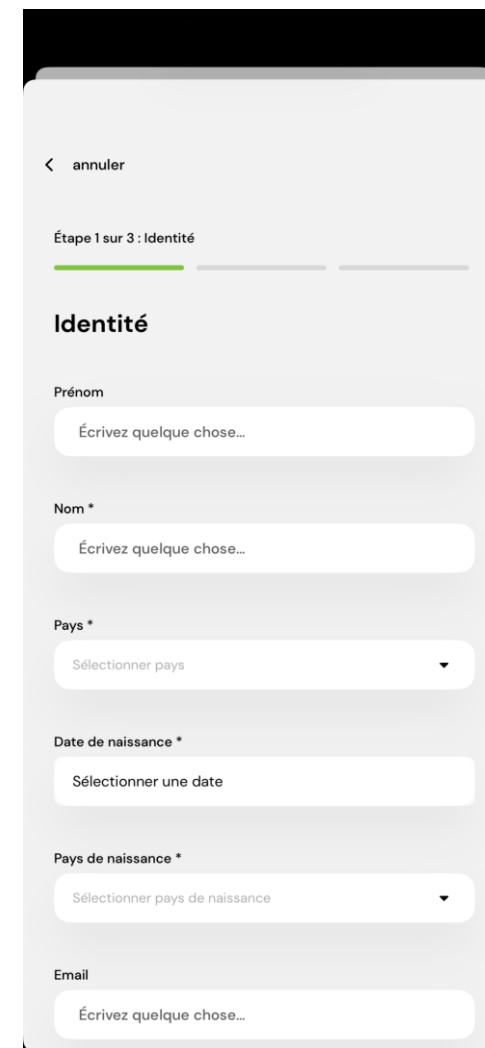 annuler
Étape 1 sur 3 : Identité
Identité
Prénom
Écrivez quelque chose...
Nom *
Écrivez quelque chose...
Pays *
Sélectionner pays
Date de naissance *
Sélectionner une date
Pays de naissance *
Sélectionner pays de naissance
Email
Écrivez quelque chose...